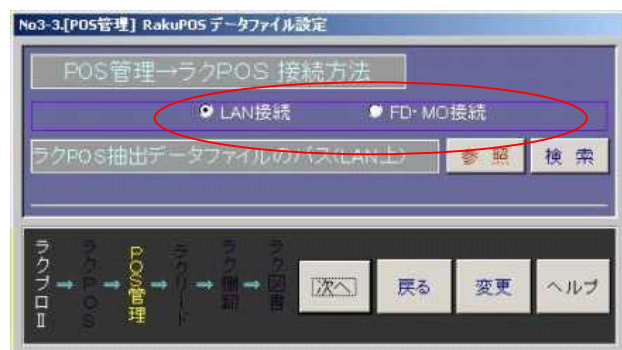 No3-3.[POS管理] RakuPOS データファイル設定
POS管理→ラクPOS 接続方法
LAN接続 FD・MO接続
ラクPOS抽出データファイルのパス(LAN上) 参照 検索
ラクプロⅡ → ラクPOS → POS管理 → ラクリード → ラク棚卸 → ラク図書 次へ 戻る 変更 ヘルプ